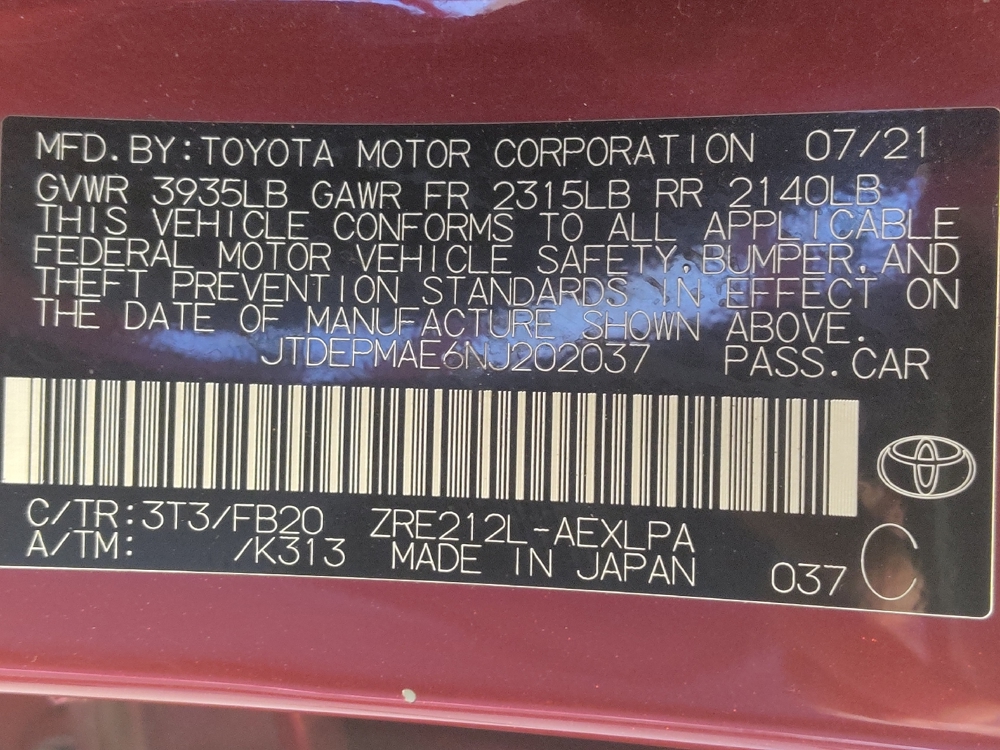 MFD.BY:TOYOTA MOTOR CORPORATION 07/21
GVWR 3935LB GAWR FR 2315LB RR 2140LB
THIS VEHICLE CONFORMS TO ALL APPLICABLE
FEDERAL MOTOR VEHICLE SAFETY,BUMPER,AND
THEFT PREVENTION STANDARDS IN EFFECT ON
THE DATE OF MANUFACTURE SHOWN ABOVE.
JTDEPMAE6NJ202037 PASS.CAR
C/TR:3T3/FB20 ZRE212L-AEXLPA
A/TM: /K313 MADE IN JAPAN 037 C